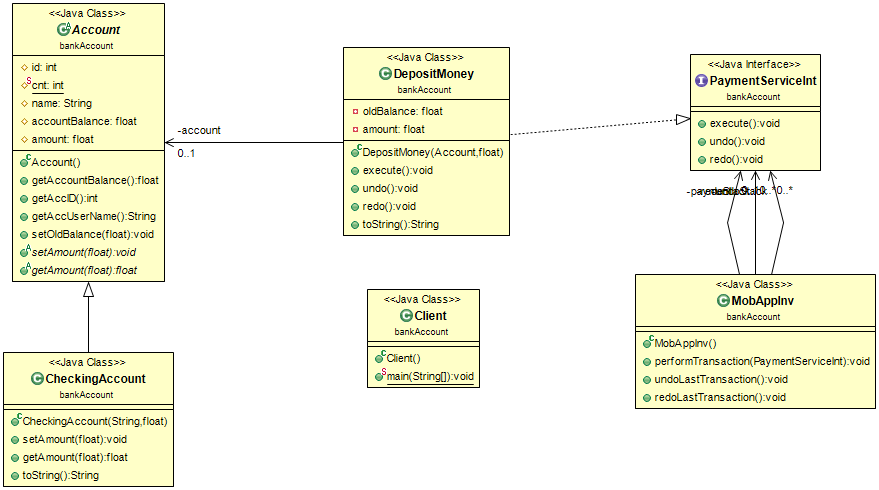 <<Java Class>>
Account
bankAccount
id: int
cnt: int
name: String
accountBalance: float
amount: float
Account()
getAccountBalance():float
getAccID():int
getAccUserName():String
setOldBalance(float):void
setAmount(float):void
getAmount(float):float
-account
0..1
<<Java Class>>
DepositMoney
bankAccount
oldBalance: float
amount: float
DepositMoney(Account,float)
execute():void
undo():void
redo():void
toString():String
<<Java Interface>>
PaymentServiceInt
bankAccount
execute():void
undo():void
redo():void
0..*
<<Java Class>>
CheckingAccount
bankAccount
CheckingAccount(String,float)
setAmount(float):void
getAmount(float):float
toString():String
<<Java Class>>
Client
bankAccount
Client()
main(String[]):void
<<Java Class>>
MobAppInv
bankAccount
MobAppInv()
performTransaction(PaymentServiceInt):void
undoLastTransaction():void
redoLastTransaction():void